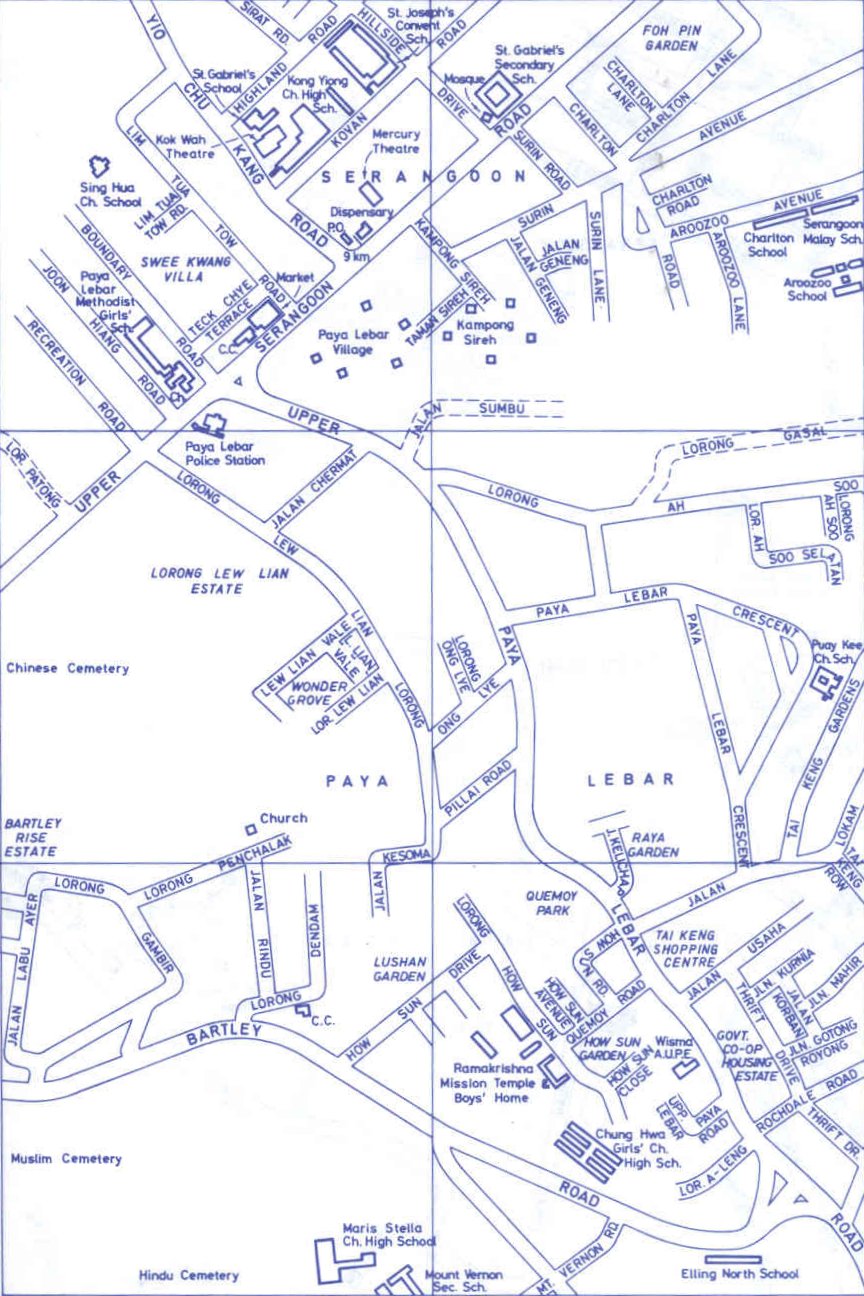 YIO
CHU
KANG
ROAD
SIRAT RD.
HIGHLAND
ROAD
HILLSIDE
St. Joseph's
Convent
Sch.
ROAD
St. Gabriel's
Secondary
Sch.
Mosque
FOH PIN
GARDEN
CHARLTON
LANE
CHARLTON
LANE
St. Gabriel's
School
Kong Yiong
Ch. High
Sch.
KOVAN
DRIVE
ROAD
CHARLTON
AVENUE
Kok Wah
Theatre
Mercury
Theatre
SERANGOON
SURIN ROAD
SURIN
SURIN
LANE
Sing Hua
Ch. School
LIM
TUA
TOW
ROAD
LIM TUA
TOW RD.
Dispensary
P.O.
9 km
KAMPONG
SIREH
JALAN
GENENG
JALAN GENENG
CHARLTON
ROAD
AROOZOO
AVENUE
ROAD
AROOZOO LANE
Charlton
School
Serangoon
Malay Sch.
Aroozoo
School
BOUNDARY
ROAD
SWEE KWANG
VILLA
Market
TECK CHYE
TERRACE
C.C.
SERANGOON
JOON
HIANG
ROAD
Paya
Lebar
Methodist
Girls'
Sch.
RECREATION
ROAD
Paya Lebar
Village
TAMAN SIREH
Kampong
Sireh
UPPER
JALAN
SUMBU
LOR. PATONG
UPPER
Paya Lebar
Police Station
LORONG
JALAN CHERMAT
LEW
LIAN
LORONG
LORONG
GASAL
LORONG
AH
SOO
LOR. AH
SOO
SELATAN
LORONG
AH SOO
LORONG LEW LIAN
ESTATE
PAYA
LEBAR
CRESCENT
PAYA
LEBAR
CRESCENT
Chinese Cemetery
LEW LIAN
VALE
L. LIAN
VALE
WONDER
GROVE
LOR. LEW LIAN
LORONG
ONG LYE
ONG
LYE
PAYA
Puay Kee
Ch. Sch.
TAI
KENG
GARDENS
PAYA
LEBAR
PILLAI ROAD
BARTLEY
RISE
ESTATE
Church
LORONG
LORONG
PENCHALAK
JALAN
KESOMA
J. KELICHAP
RAYA
GARDEN
LOKAM
TAI
KENG
ROW
JALAN LABU AYER
GAMBIR
JALAN
RINDU
DENDAM
LORONG
C.C.
LUSHAN
GARDEN
QUEMOY
PARK
LEBAR
JALAN
LORONG
HOW
SUN
HOW
SUN
DRIVE
HOW
SUN RD.
HOW SUN
AVENUE
QUEMOY
ROAD
TAI KENG
SHOPPING
CENTRE
JALAN
USAHA
JLN. KURNIA
JALAN
KORBAN
JLN. MAHIR
JLN. GOTONG
ROYONG
THRIFT
DRIVE
BARTLEY
HOW SUN
GARDEN
HOW SUN
CLOSE
Wisma
A.U.P.E.
GOVT.
CO-OP
HOUSING
ESTATE
Ramakrishna
Mission Temple &
Boys' Home
UPP.
PAYA
LEBAR
ROAD
ROCHDALE
ROAD
THRIFT DR.
Chung Hwa
Girls' Ch.
High Sch.
LOR. A-LENG
Muslim Cemetery
ROAD
ROAD
MT. VERNON RD.
Maris Stella
Ch. High School
Mount Vernon
Sec. Sch.
Hindu Cemetery
Elling North School